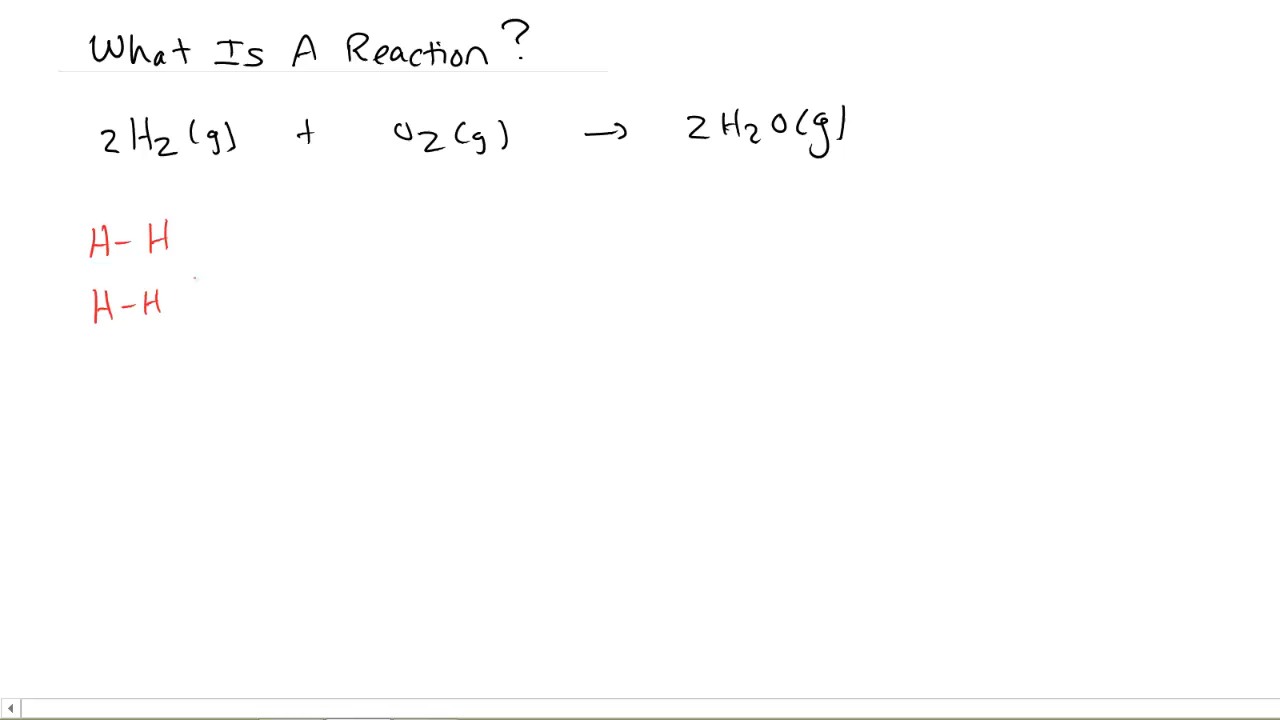 What Is A Reaction?
2H2(g) + O2(g) → 2H2O(g)
H-H
H-H